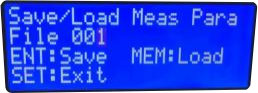 Save/Load Meas Para
File 001
ENT:Save MEM:Load
SET:Exit